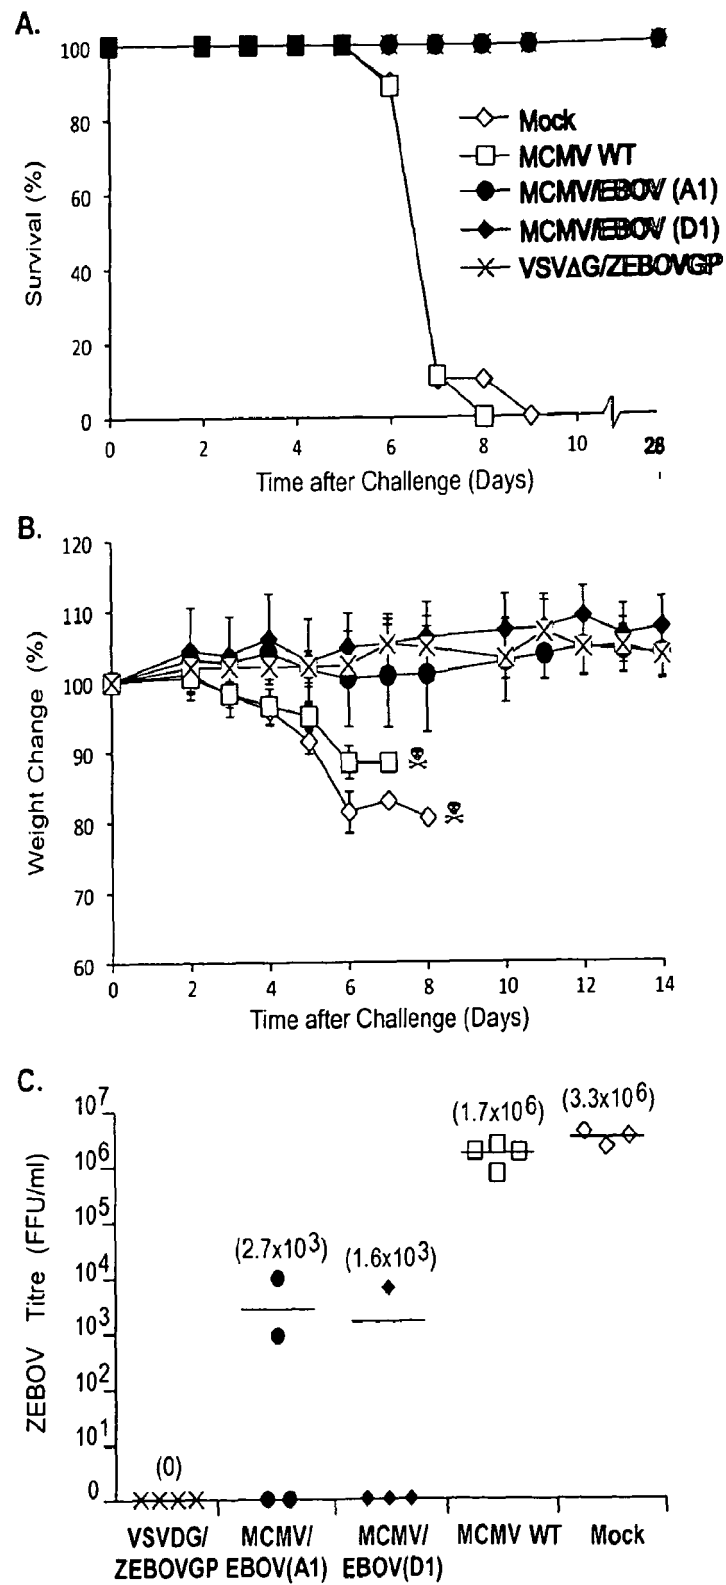 A.
Survival (%)
100
80
60
40
20
0
Mock
MCMV WT
MCMV/EBOV (A1)
MCMV/EBOV (D1)
VSVΔG/ZEBOVGP
0 2 4 6 8 10 28
Time after Challenge (Days)
B.
Weight Change (%)
120
110
100
90
80
70
60
0 2 4 6 8 10 12 14
Time after Challenge (Days)
C.
ZEBOV Titre (FFU/ml)
10^7
10^6
10^5
10^4
10^3
10^2
10^1
0
(0)
(2.7x10^3)
(1.6x10^3)
(1.7x10^6)
(3.3x10^6)
VSVDG/ MCMV/ MCMV/ MCMV WT Mock
ZEBOVGP EBOV(A1) EBOV(D1)